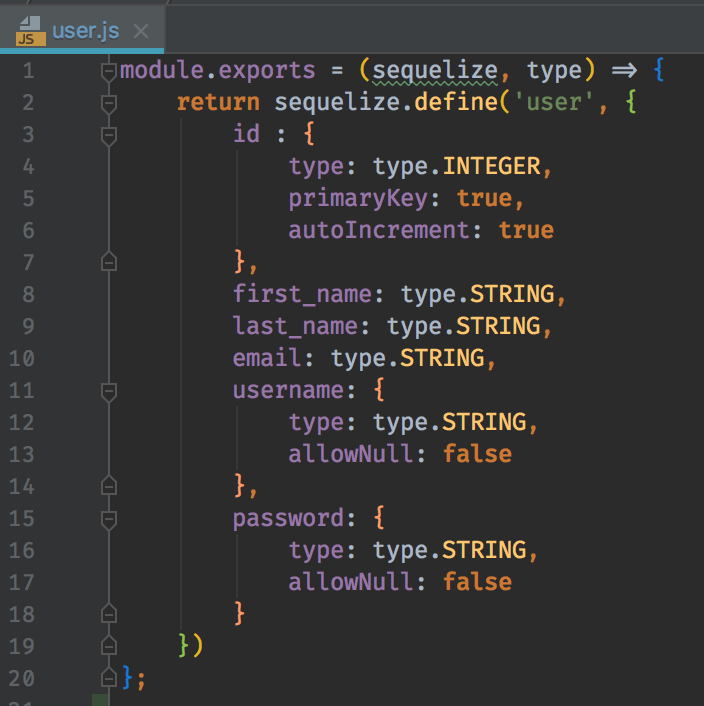 user.js
JS
1 module.exports = (sequelize, type) => {
2     return sequelize.define('user', {
3         id : {
4             type: type.INTEGER,
5             primaryKey: true,
6             autoIncrement: true
7         },
8         first_name: type.STRING,
9         last_name: type.STRING,
10         email: type.STRING,
11         username: {
12             type: type.STRING,
13             allowNull: false
14         },
15         password: {
16             type: type.STRING,
17             allowNull: false
18         }
19     })
20 };